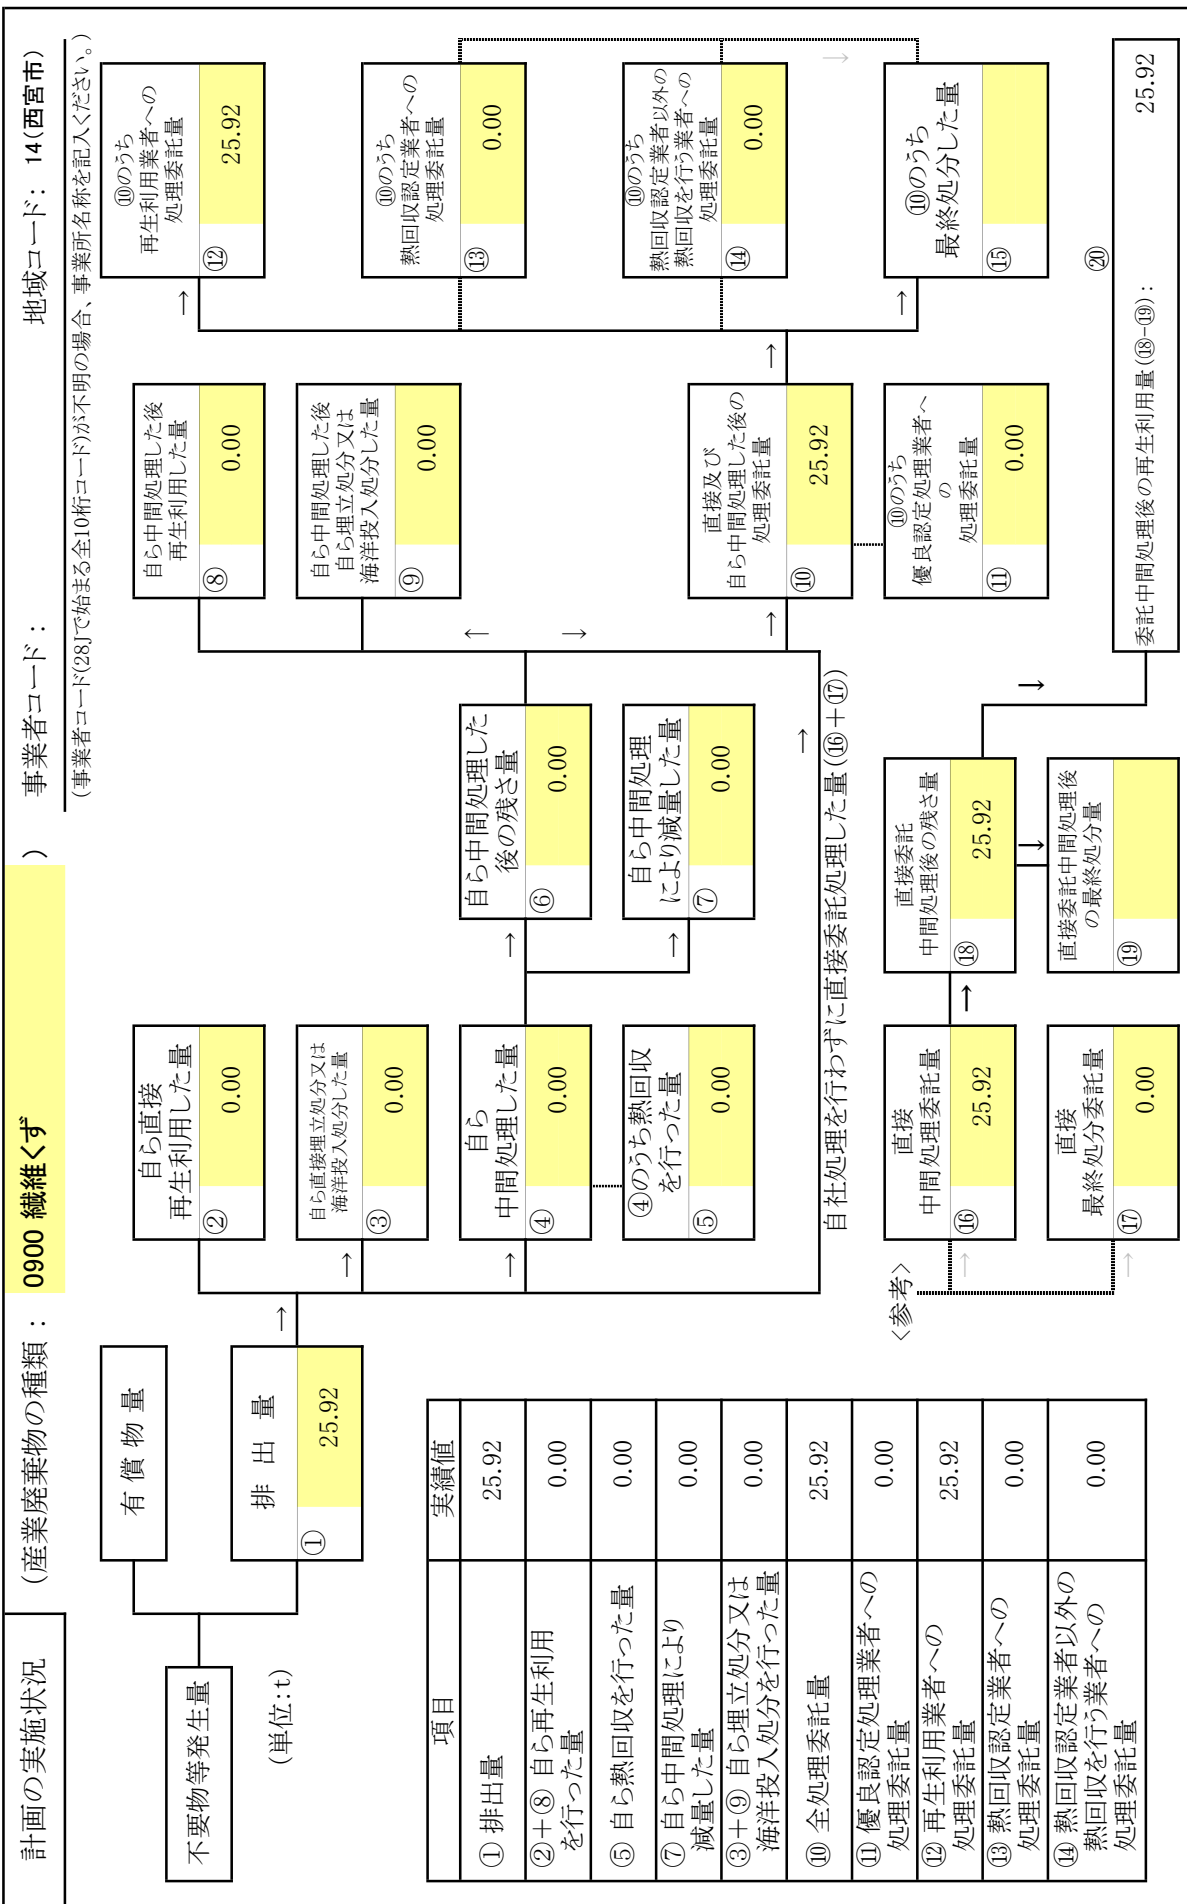 計画の実施状況
(産業廃棄物の種類 : 0900 繊維くず )
事業者コード :
地域コード : 14(西宮市)
(事業者コード(28」で始まる全10桁コード)が不明の場合、事業所名称を記入ください。)
不要物等発生量
(単位:t)
有 償 物 量
排 出 量
① 25.92
→
自ら直接
再生利用した量
② 0.00
→
自ら直接埋立処分又は
海洋投入処分した量
③ 0.00
→
自ら
中間処理した量
④ 0.00
④のうち熱回収
を行った量
⑤ 0.00
→
自ら中間処理した
後の残さ量
⑥ 0.00
→
自ら中間処理
により減量した量
⑦ 0.00
自ら中間処理した後
再生利用した量
⑧ 0.00
自ら中間処理した後
自ら埋立処分又は
海洋投入処分した量
⑨ 0.00
← →
自社処理を行わずに直接委託処理した量(⑯+⑰)
→
→
直接及び
自ら中間処理した後の
処理委託量
⑩ 25.92
⑩のうち
優良認定処理業者へ
の
処理委託量
⑪ 0.00
→
→
⑩のうち
再生利用業者への
処理委託量
⑫ 25.92
⑩のうち
熱回収認定業者への
処理委託量
⑬ 0.00
⑩のうち
熱回収認定業者以外の
熱回収を行う業者への
処理委託量
⑭ 0.00
→
→
⑩のうち
最終処分した量
⑮
<参考>
→
直接
中間処理委託量
⑯ 25.92
→
直接
最終処分委託量
⑰ 0.00
→
直接委託
中間処理後の残さ量
⑱ 25.92
→
直接委託中間処理後
の最終処分量
⑲
→
⑳
委託中間処理後の再生利用量(⑱-⑲) : 25.92
項目 実績値
① 排出量 25.92
②+⑧ 自ら再生利用
を行った量 0.00
⑤ 自ら熱回収を行った量 0.00
⑦ 自ら中間処理により
減量した量 0.00
③+⑨ 自ら埋立処分又は
海洋投入処分を行った量 0.00
⑩ 全処理委託量 25.92
⑪ 優良認定処理業者への
処理委託量 0.00
⑫ 再生利用業者への
処理委託量 25.92
⑬ 熱回収認定業者への
処理委託量 0.00
⑭ 熱回収認定業者以外の
熱回収を行う業者への
処理委託量 0.00